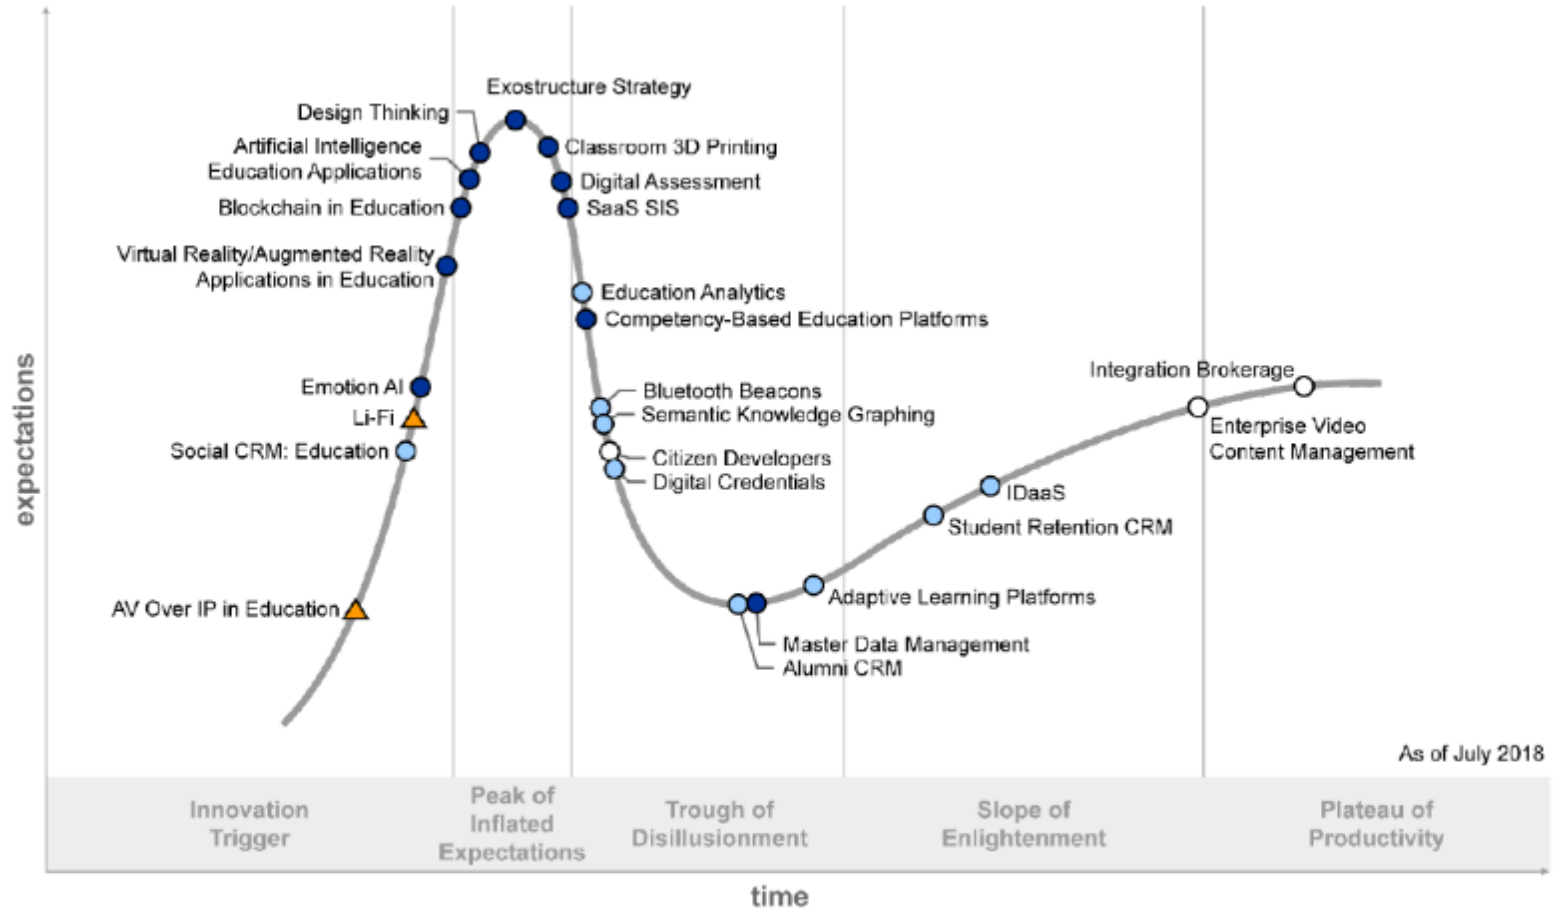 Exostructure Strategy
Design Thinking
Artificial Intelligence
Education Applications
Classroom 3D Printing
Digital Assessment
Blockchain in Education
SaaS SIS
Virtual Reality/Augmented Reality
Applications in Education
Education Analytics
Competency-Based Education Platforms
Emotion AI
Li-Fi
Social CRM: Education
Bluetooth Beacons
Semantic Knowledge Graphing
Citizen Developers
Digital Credentials
Integration Brokerage
Enterprise Video
Content Management
IDaaS
Student Retention CRM
AV Over IP in Education
Adaptive Learning Platforms
Master Data Management
Alumni CRM
expectations
As of July 2018
Innovation
Trigger
Peak of
Inflated
Expectations
Trough of
Disillusionment
Slope of
Enlightenment
Plateau of
Productivity
time